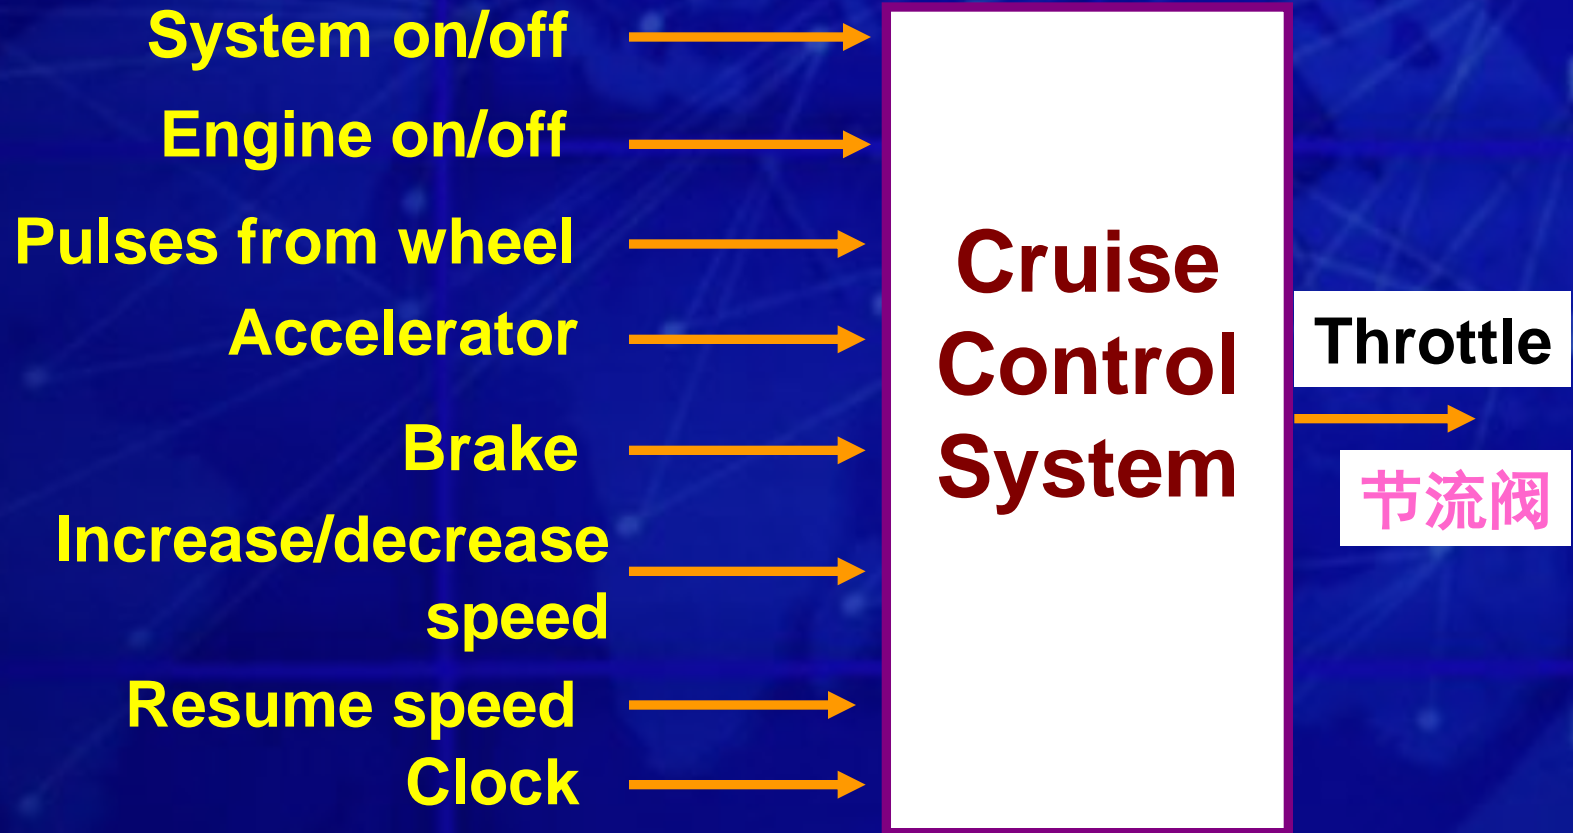 System on/off
Engine on/off
Pulses from wheel
Accelerator
Brake
Increase/decrease
speed
Resume speed
Clock
Cruise
Control
System
Throttle
节流阀